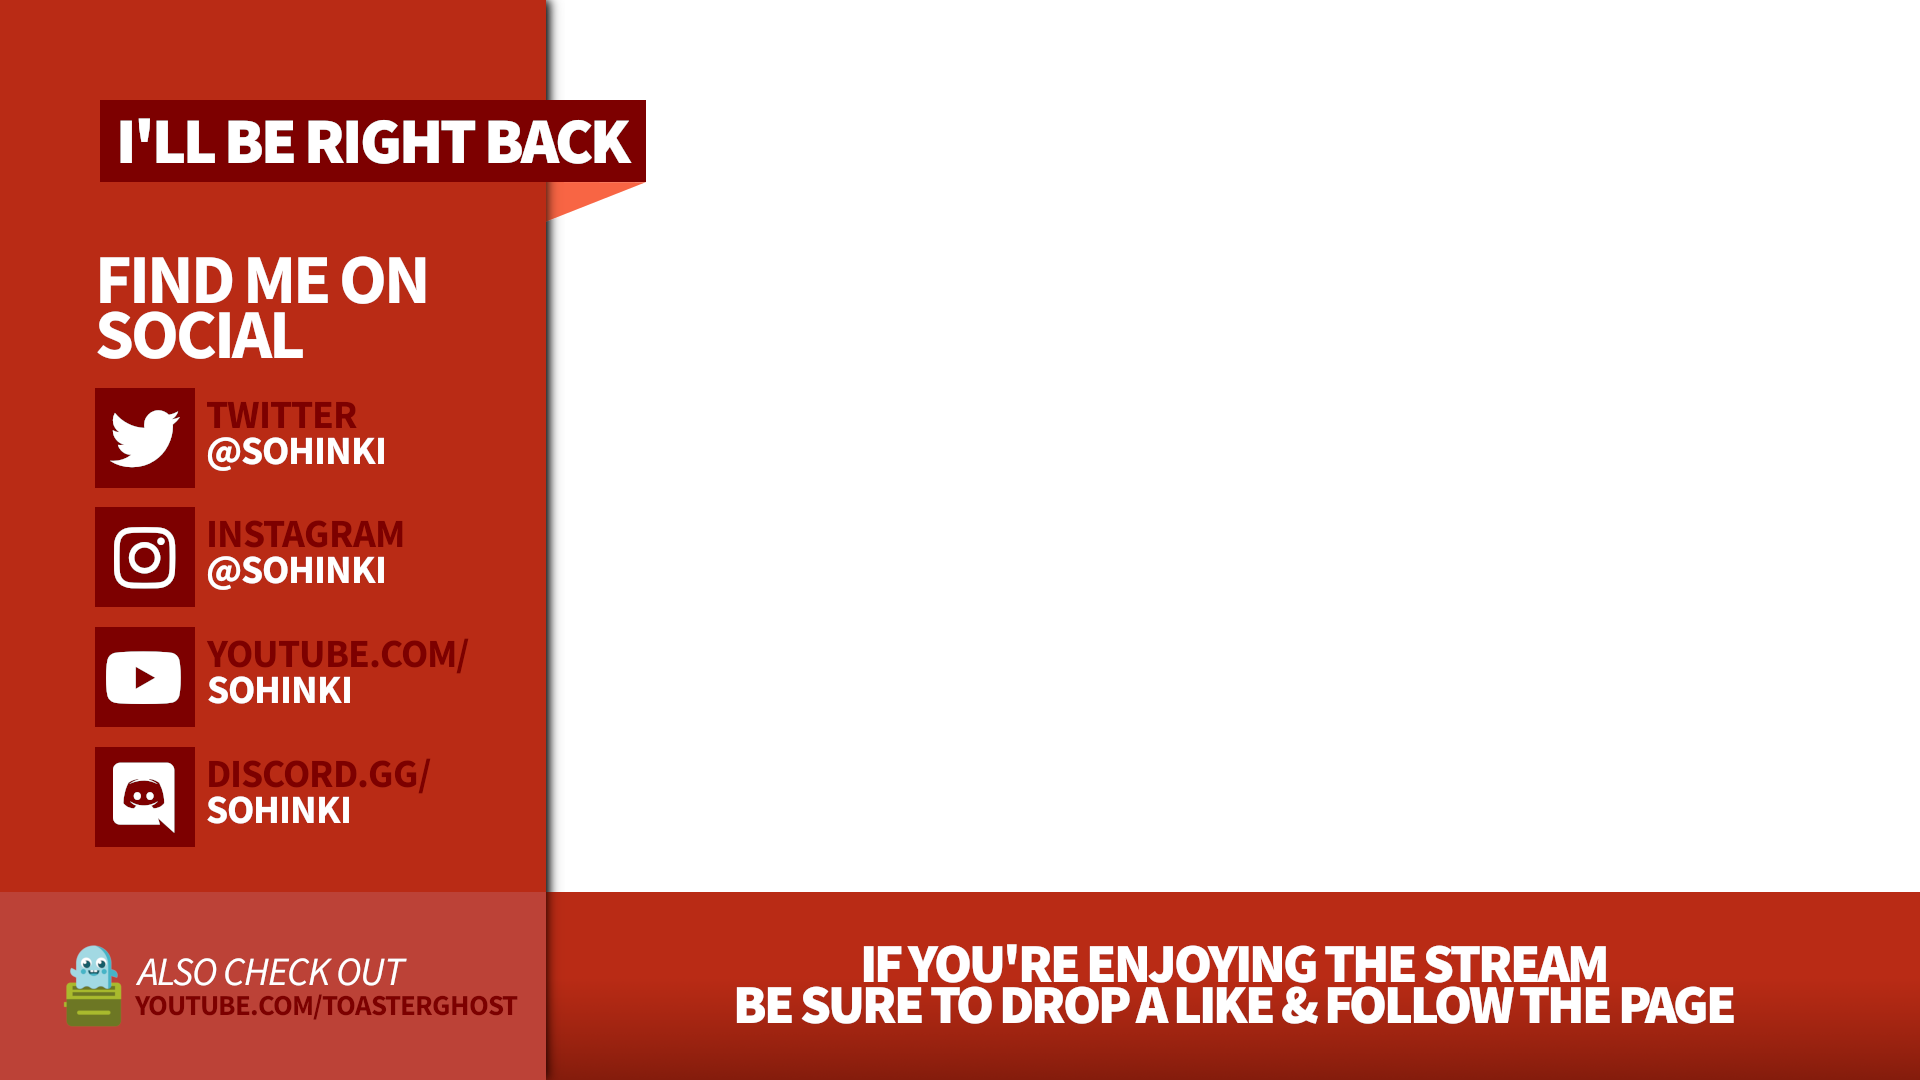 I'LL BE RIGHT BACK
FIND ME ON
SOCIAL
TWITTER
@SOHINKI
INSTAGRAM
@SOHINKI
YOUTUBE.COM/
SOHINKI
DISCORD.GG/
SOHINKI
ALSO CHECK OUT
YOUTUBE.COM/TOASTERGHOST
IF YOU'RE ENJOYING THE STREAM
BE SURE TO DROP A LIKE & FOLLOW THE PAGE